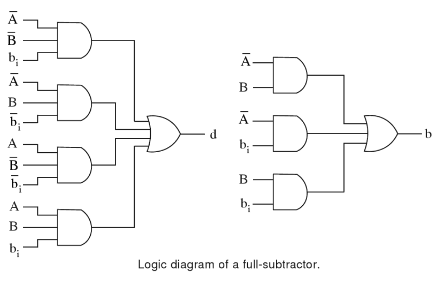 A̅
B̅
bᵢ
A̅
B
b̅ᵢ
d
A
B̅
b̅ᵢ
A
B
bᵢ
A̅
B
A̅
bᵢ
b
B
bᵢ
Logic diagram of a full-subtractor.